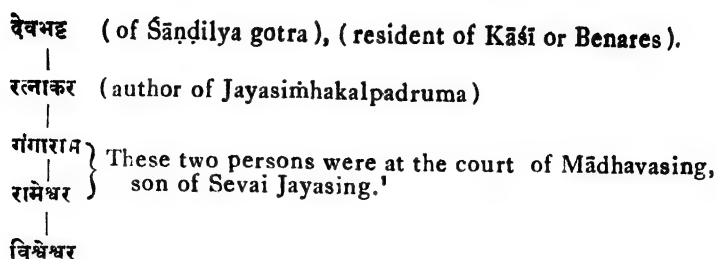 देवभट्ट (of Śāṇḍilya gotra), (resident of Kāśī or Benares).
रत्नाकर (author of Jayasiṁhakalpadruma)
गंगाराम
These two persons were at the court of Mādhavasing,
रामेश्वर
son of Sevai Jayasing.¹
विश्वेश्वर